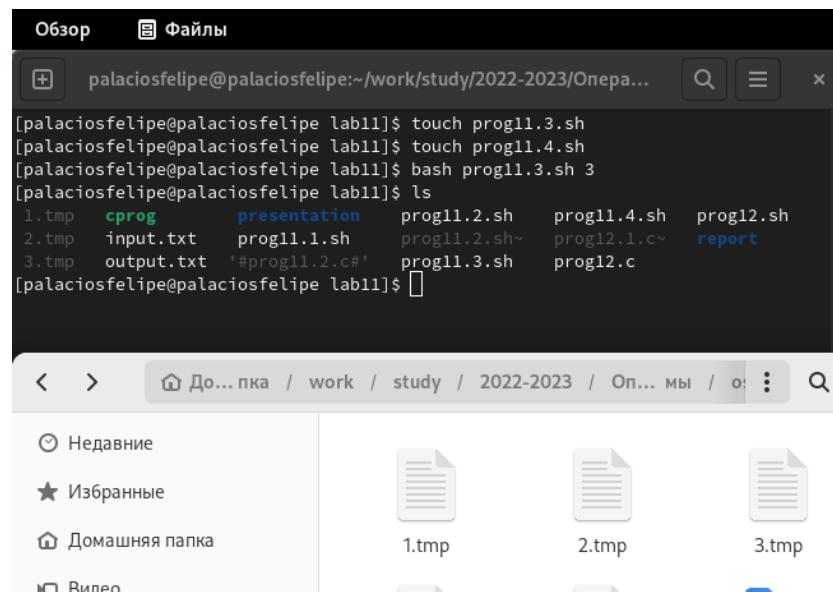 Обзор Файлы
palaciosfelipe@palaciosfelipe:~/work/study/2022-2023/Опера...
[palaciosfelipe@palaciosfelipe lab11]$ touch prog11.3.sh
[palaciosfelipe@palaciosfelipe lab11]$ touch prog11.4.sh
[palaciosfelipe@palaciosfelipe lab11]$ bash prog11.3.sh 3
[palaciosfelipe@palaciosfelipe lab11]$ ls
1.tmp cprog presentation prog11.2.sh prog11.4.sh prog12.sh
2.tmp input.txt prog11.1.sh prog11.2.sh~ prog12.1.c~ report
3.tmp output.txt '#prog11.2.c#' prog11.3.sh prog12.c
[palaciosfelipe@palaciosfelipe lab11]$
До... пка / work / study / 2022-2023 / Оп... мы /
Недавние
Избранные
Домашняя папка
1.tmp 2.tmp 3.tmp
Видео